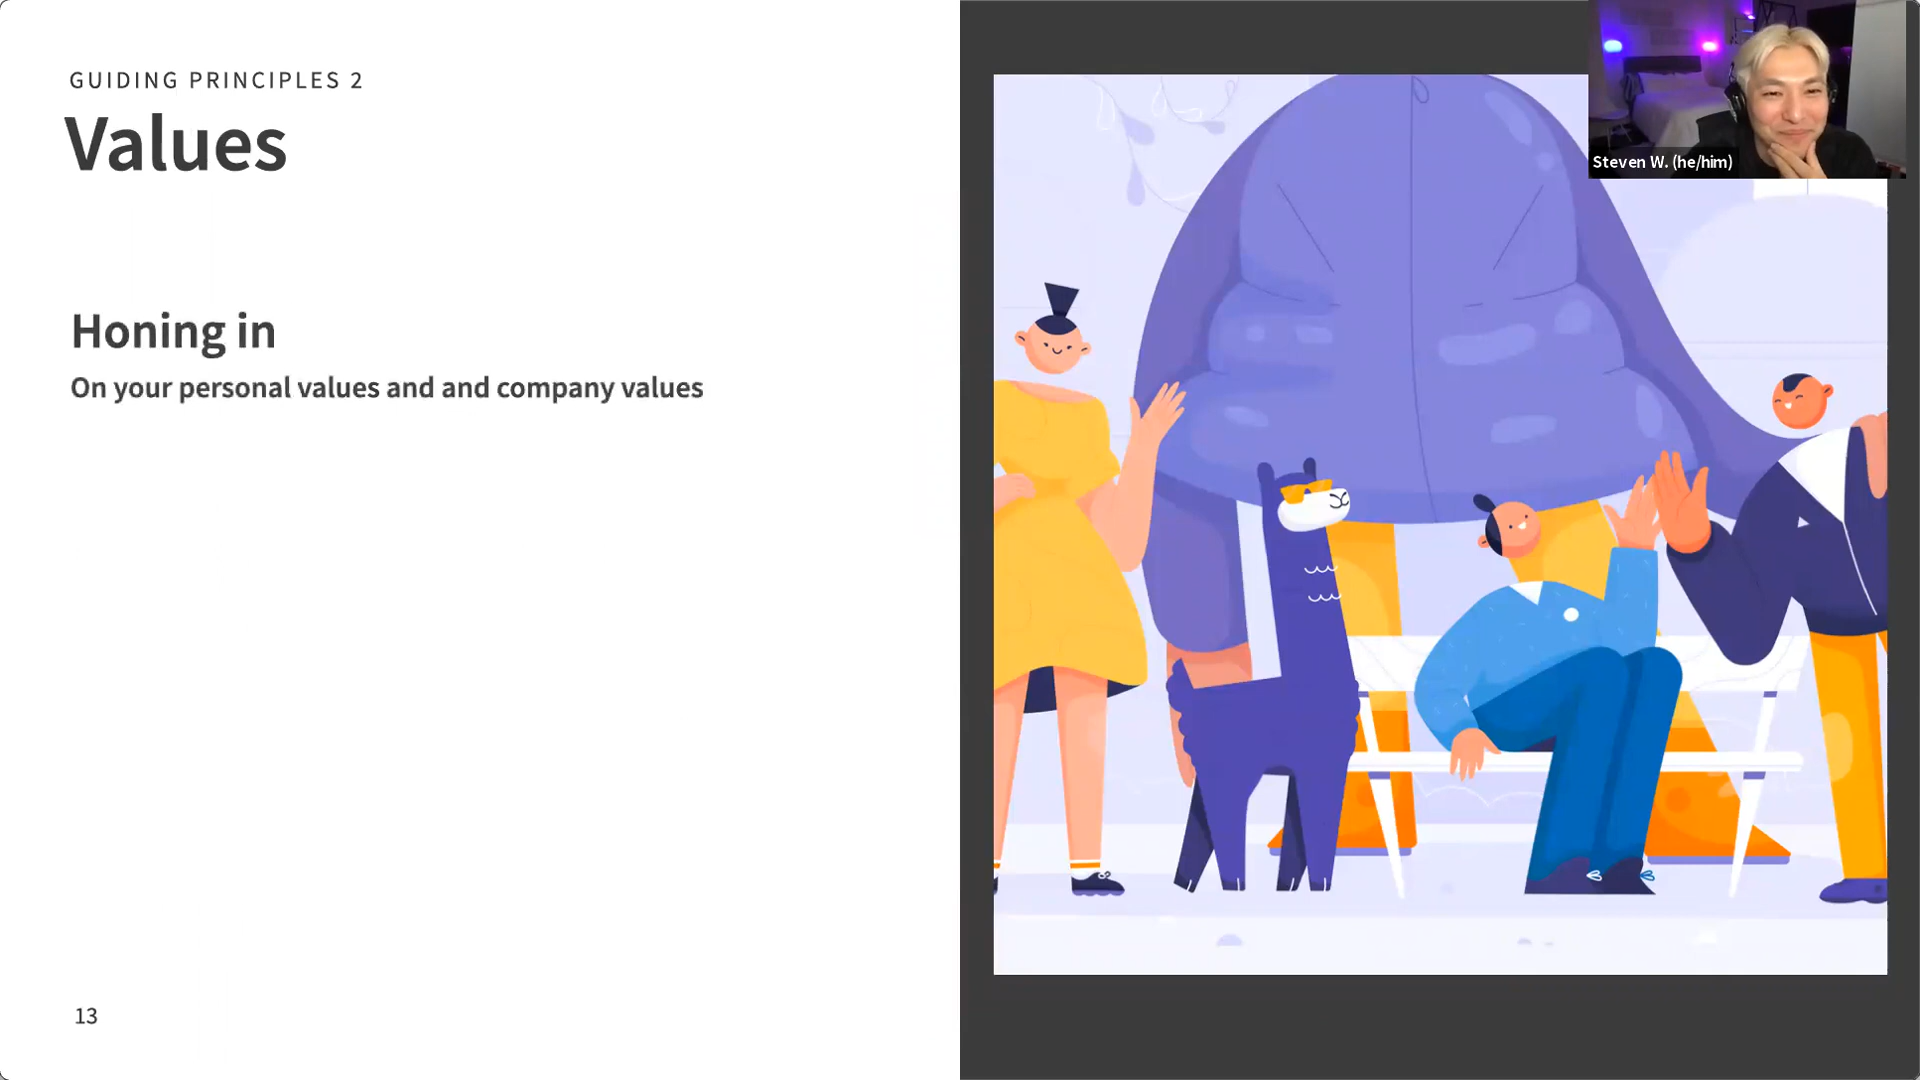 GUIDING PRINCIPLES 2
Values
Honing in
On your personal values and and company values
13
Steven W. (he/him)